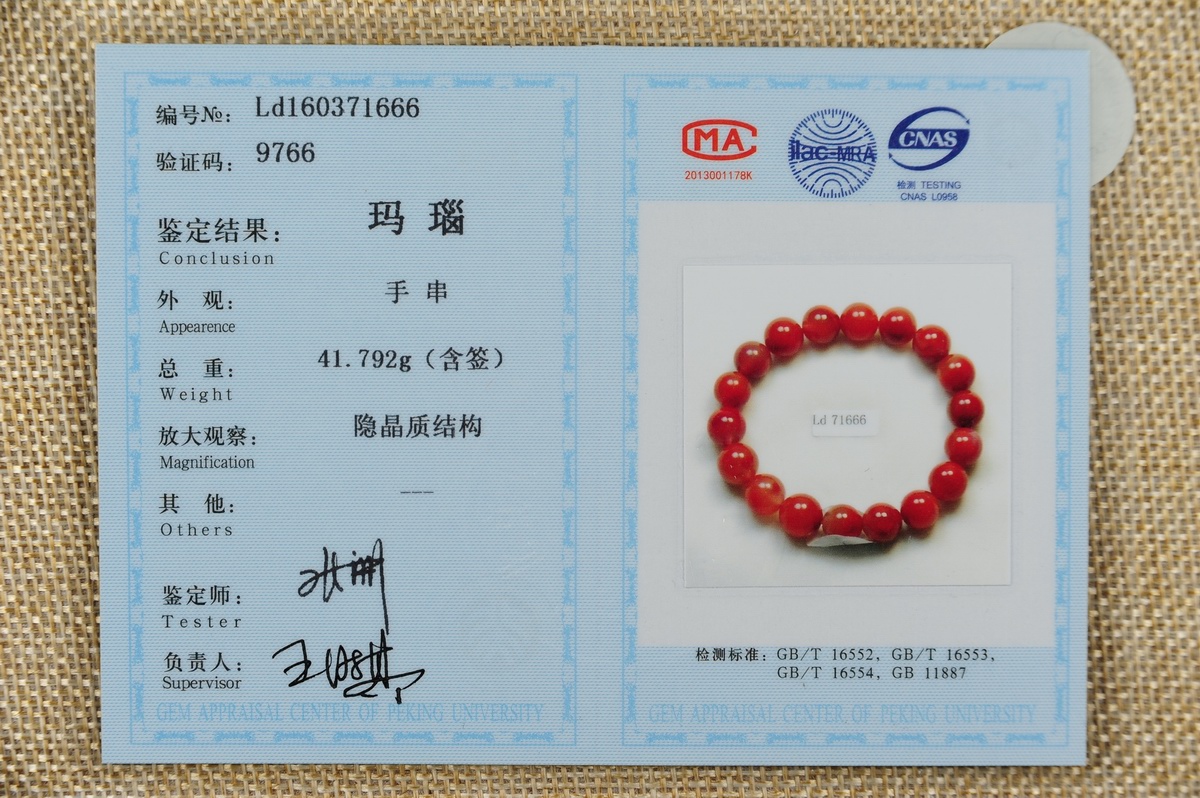 编号№： Ld160371666
验证码： 9766
鉴定结果： 玛 瑙
Conclusion
外 观： 手 串
Appearence
总 重： 41.792g（含签）
Weight
放大观察： 隐晶质结构
Magnification
其 他： ———
Others
鉴定师：
Tester
负责人：
Supervisor
GEM APPRAISAL CENTER OF PEKING UNIVERSITY
MA
2013001178K
ilac-MRA
CNAS
检测 TESTING
CNAS L0958
Ld 71666
检测标准：GB/T 16552，GB/T 16553，
GB/T 16554，GB 11887
GEM APPRAISAL CENTER OF PEKING UNIVERSITY